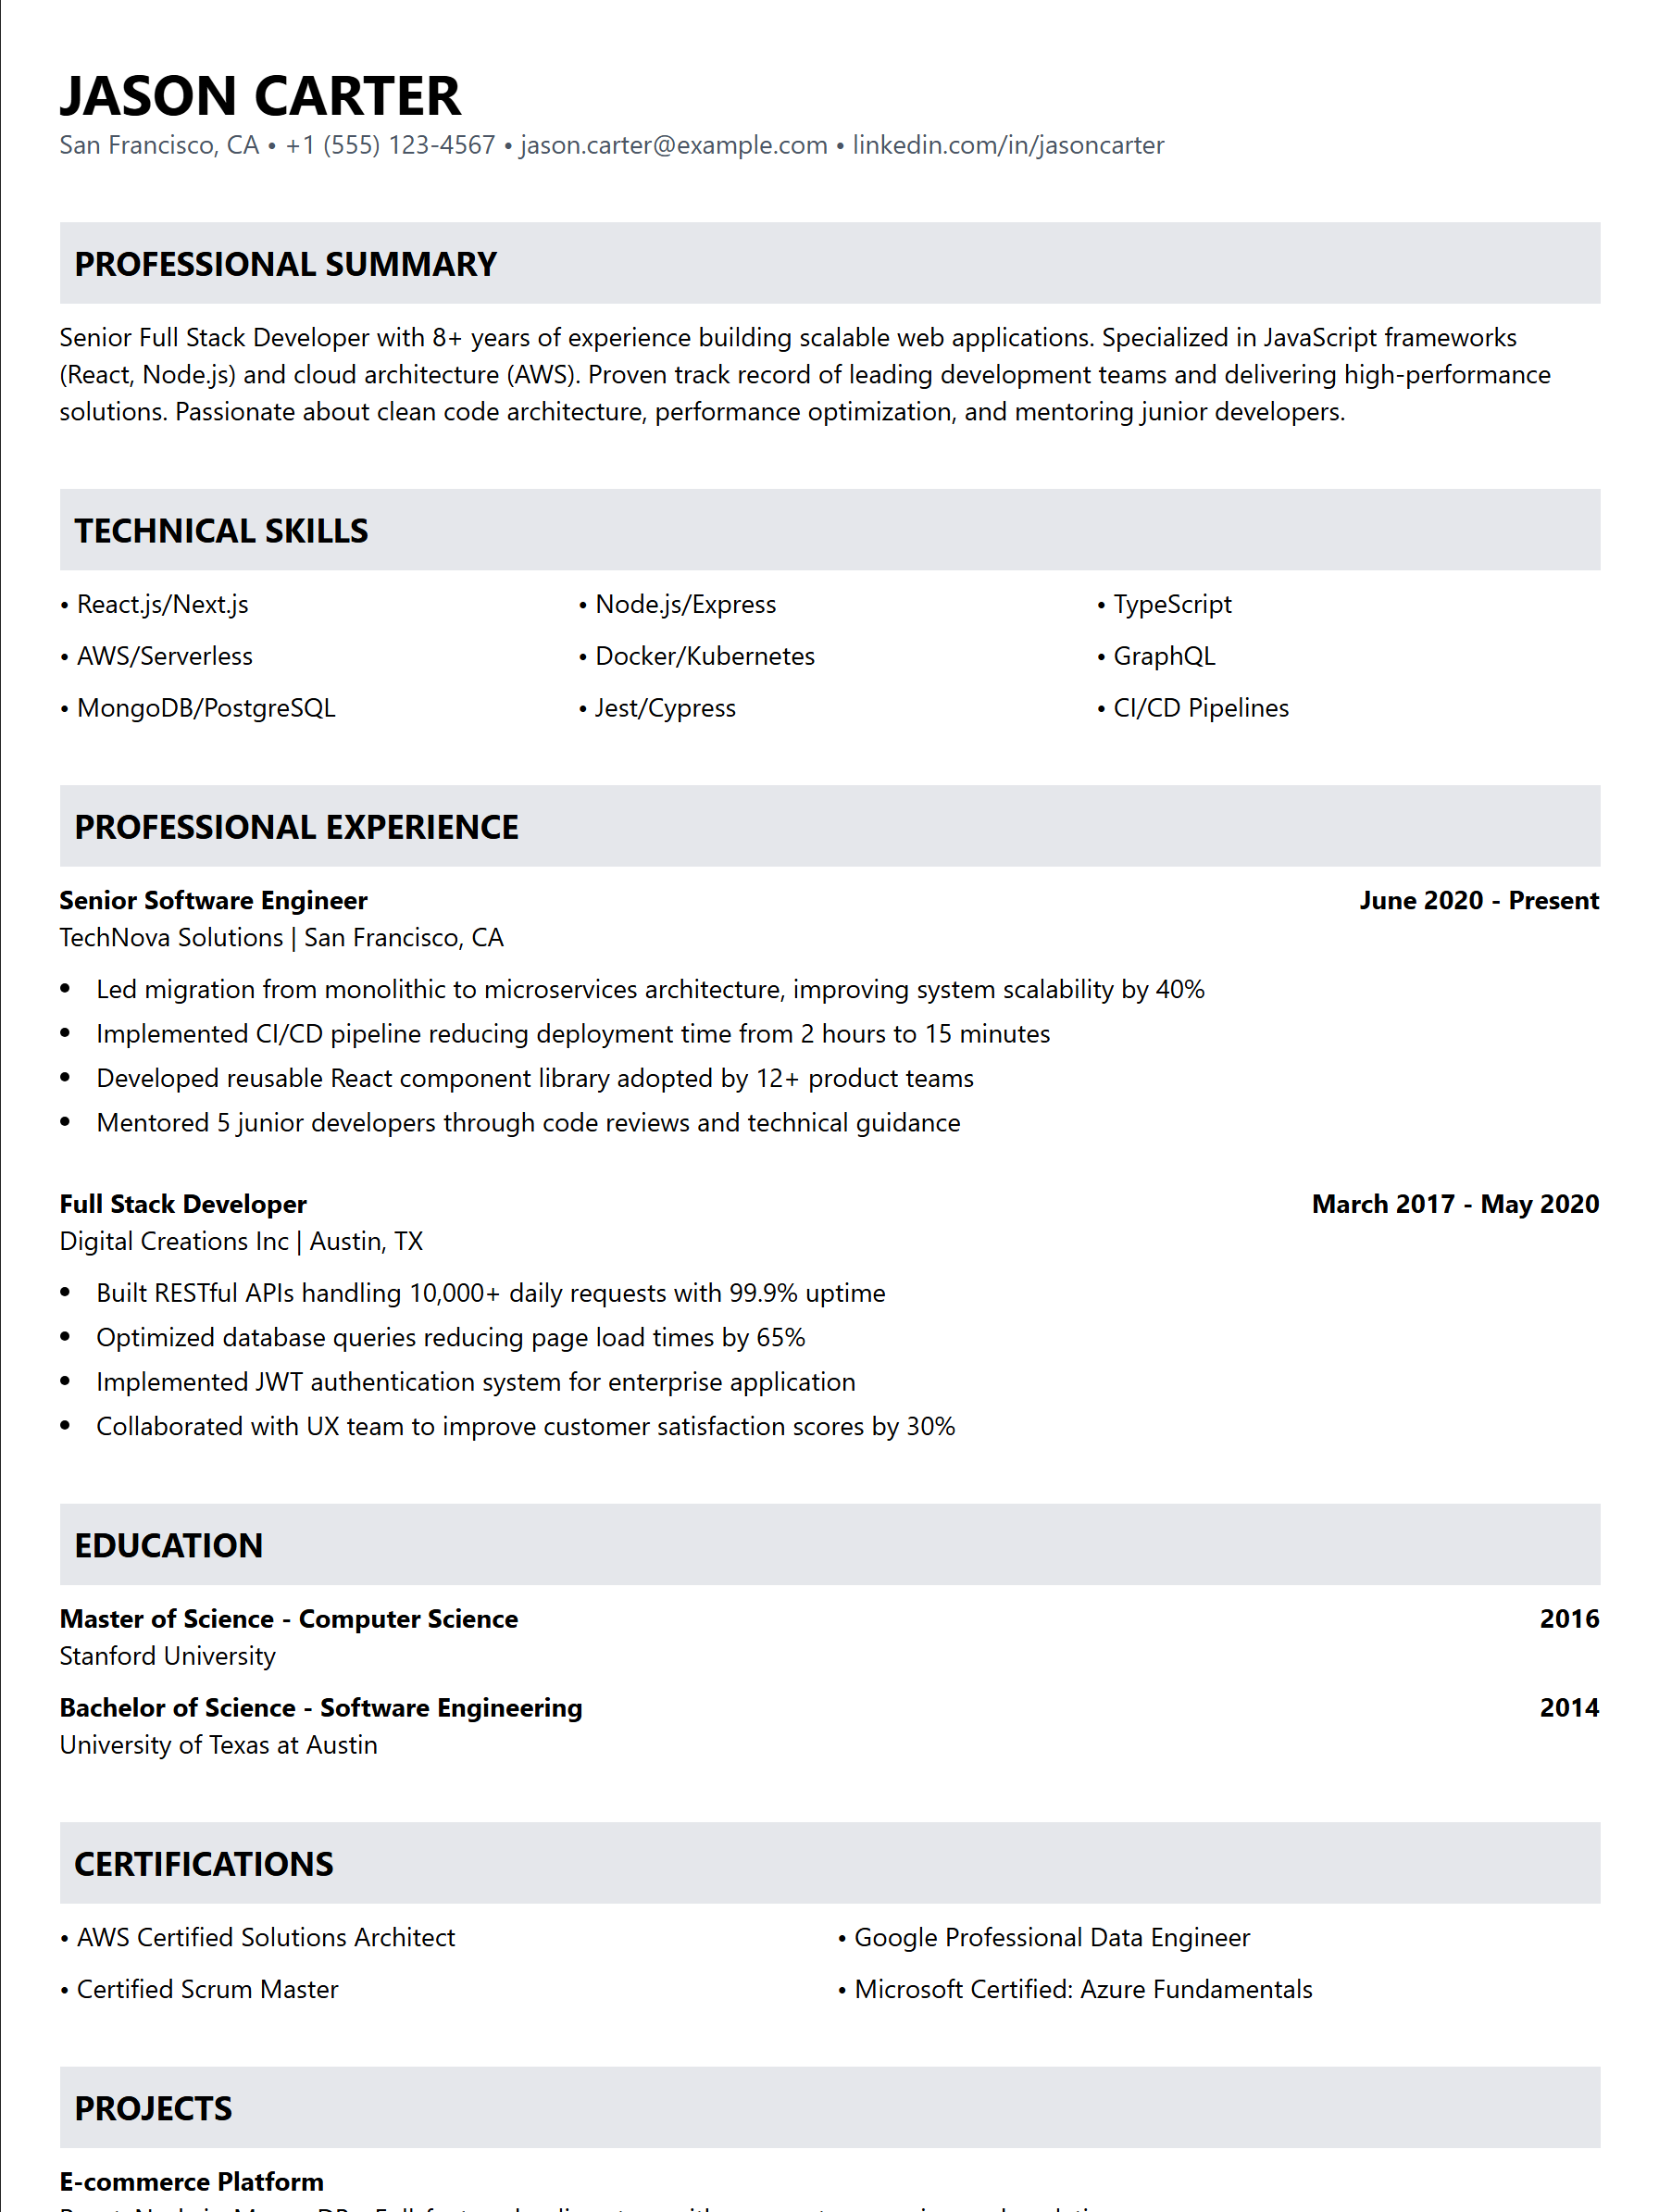 JASON CARTER
San Francisco, CA • +1 (555) 123-4567 • jason.carter@example.com • linkedin.com/in/jasoncarter
PROFESSIONAL SUMMARY
Senior Full Stack Developer with 8+ years of experience building scalable web applications. Specialized in JavaScript frameworks
(React, Node.js) and cloud architecture (AWS). Proven track record of leading development teams and delivering high-performance
solutions. Passionate about clean code architecture, performance optimization, and mentoring junior developers.
TECHNICAL SKILLS
• React.js/Next.js • Node.js/Express • TypeScript
• AWS/Serverless • Docker/Kubernetes • GraphQL
• MongoDB/PostgreSQL • Jest/Cypress • CI/CD Pipelines
PROFESSIONAL EXPERIENCE
Senior Software Engineer June 2020 - Present
TechNova Solutions | San Francisco, CA
• Led migration from monolithic to microservices architecture, improving system scalability by 40%
• Implemented CI/CD pipeline reducing deployment time from 2 hours to 15 minutes
• Developed reusable React component library adopted by 12+ product teams
• Mentored 5 junior developers through code reviews and technical guidance
Full Stack Developer March 2017 - May 2020
Digital Creations Inc | Austin, TX
• Built RESTful APIs handling 10,000+ daily requests with 99.9% uptime
• Optimized database queries reducing page load times by 65%
• Implemented JWT authentication system for enterprise application
• Collaborated with UX team to improve customer satisfaction scores by 30%
EDUCATION
Master of Science - Computer Science 2016
Stanford University
Bachelor of Science - Software Engineering 2014
University of Texas at Austin
CERTIFICATIONS
• AWS Certified Solutions Architect • Google Professional Data Engineer
• Certified Scrum Master • Microsoft Certified: Azure Fundamentals
PROJECTS
E-commerce Platform